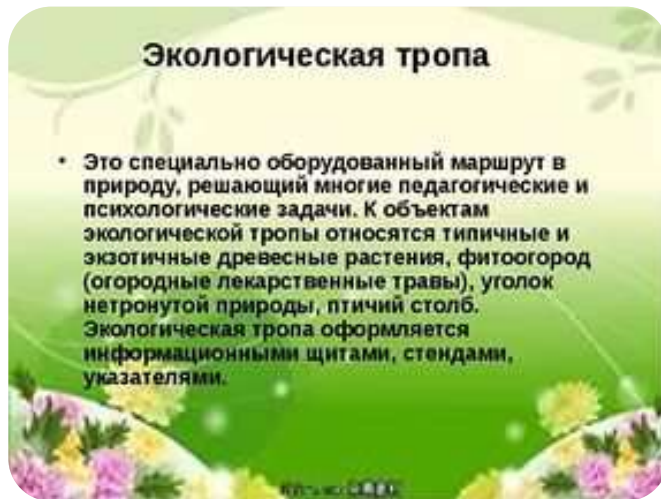 Экологическая тропа
• Это специально оборудованный маршрут в
природу, решающий многие педагогические и
психологические задачи. К объектам
экологической тропы относятся типичные и
экзотичные древесные растения, фитоогород
(огородные лекарственные травы), уголок
нетронутой природы, птичий столб.
Экологическая тропа оформляется
информационными щитами, стендами,
указателями.